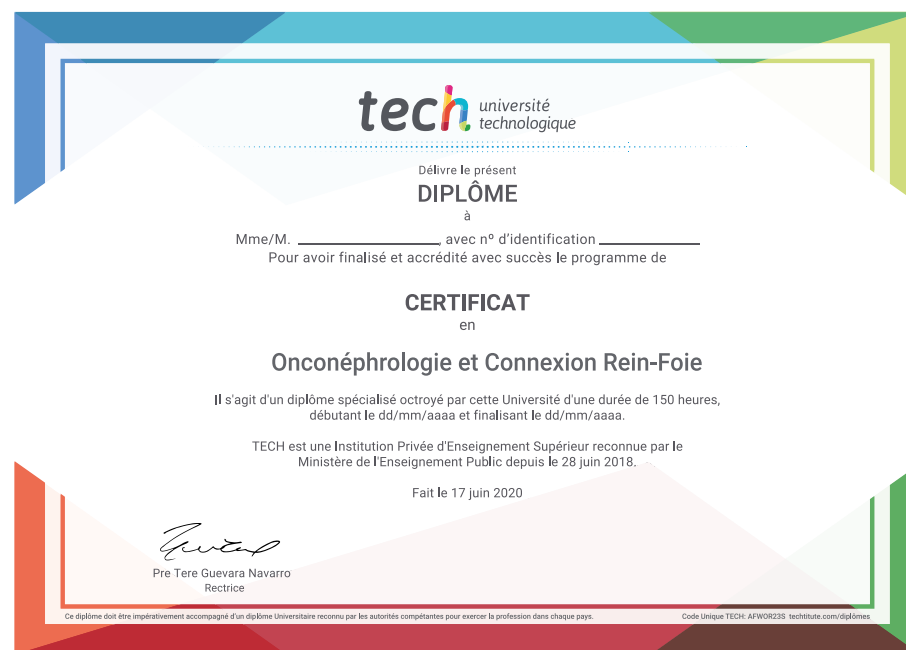 tech université
technologique
Délivre le présent
DIPLÔME
à
Mme/M. ____________, avec nº d'identification ____________
Pour avoir finalisé et accrédité avec succès le programme de
CERTIFICAT
en
Onconéphrologie et Connexion Rein-Foie
Il s'agit d'un diplôme spécialisé octroyé par cette Université d'une durée de 150 heures,
débutant le dd/mm/aaaa et finalisant le dd/mm/aaaa.
TECH est une Institution Privée d'Enseignement Supérieur reconnue par le
Ministère de l'Enseignement Public depuis le 28 juin 2018.
Fait le 17 juin 2020
Pre Tere Guevara Navarro
Rectrice
Ce diplôme doit être impérativement accompagné d'un diplôme Universitaire reconnu par les autorités compétantes pour exercer la profession dans chaque pays.
Code Unique TECH: AFWOR23S techtitute.com/diplômes